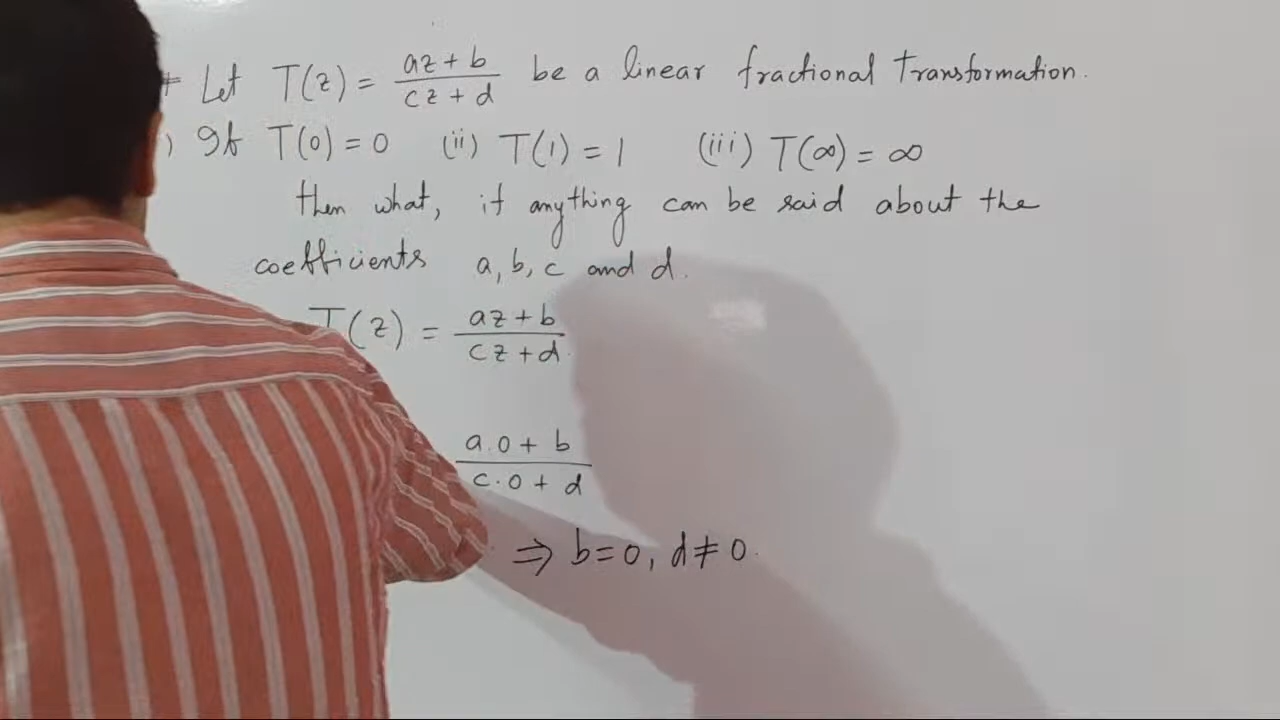 Let T(z) = az + b / cz + d be a linear fractional Transformation.
) If T(0) = 0 (ii) T(1) = 1 (iii) T(∞) = ∞
then what, if anything can be said about the
coefficients a, b, c and d.
T(z) = az + b / cz + d
a.0 + b / c.0 + d
⇒ b = 0, d ≠ 0.